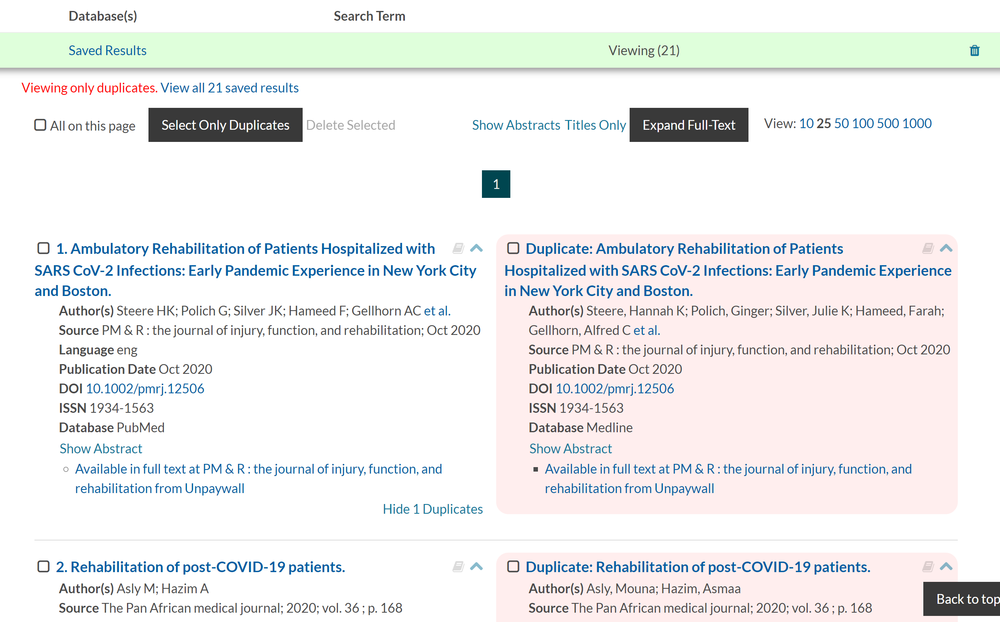 Database(s) Search Term
Saved Results Viewing (21)
Viewing only duplicates. View all 21 saved results
All on this page Select Only Duplicates Delete Selected Show Abstracts Titles Only Expand Full-Text View: 10 25 50 100 500 1000
1
1. Ambulatory Rehabilitation of Patients Hospitalized with
SARS CoV-2 Infections: Early Pandemic Experience in New York City
and Boston.
Author(s) Steere HK; Polich G; Silver JK; Hameed F; Gellhorn AC et al.
Source PM & R : the journal of injury, function, and rehabilitation; Oct 2020
Language eng
Publication Date Oct 2020
DOI 10.1002/pmrj.12506
ISSN 1934-1563
Database PubMed
Show Abstract
Available in full text at PM & R : the journal of injury, function, and
rehabilitation from Unpaywall
Hide 1 Duplicates
Duplicate: Ambulatory Rehabilitation of Patients
Hospitalized with SARS CoV-2 Infections: Early Pandemic Experience
in New York City and Boston.
Author(s) Steere, Hannah K; Polich, Ginger; Silver, Julie K; Hameed, Farah;
Gellhorn, Alfred C et al.
Source PM & R : the journal of injury, function, and rehabilitation; Oct 2020
Publication Date Oct 2020
DOI 10.1002/pmrj.12506
ISSN 1934-1563
Database Medline
Show Abstract
Available in full text at PM & R : the journal of injury, function, and
rehabilitation from Unpaywall
2. Rehabilitation of post-COVID-19 patients.
Author(s) Asly M; Hazim A
Source The Pan African medical journal; 2020; vol. 36 ; p. 168
Duplicate: Rehabilitation of post-COVID-19 patients.
Author(s) Asly, Mouna; Hazim, Asmaa
Source The Pan African medical journal; 2020; vol. 36 ; p. 168
Back to top